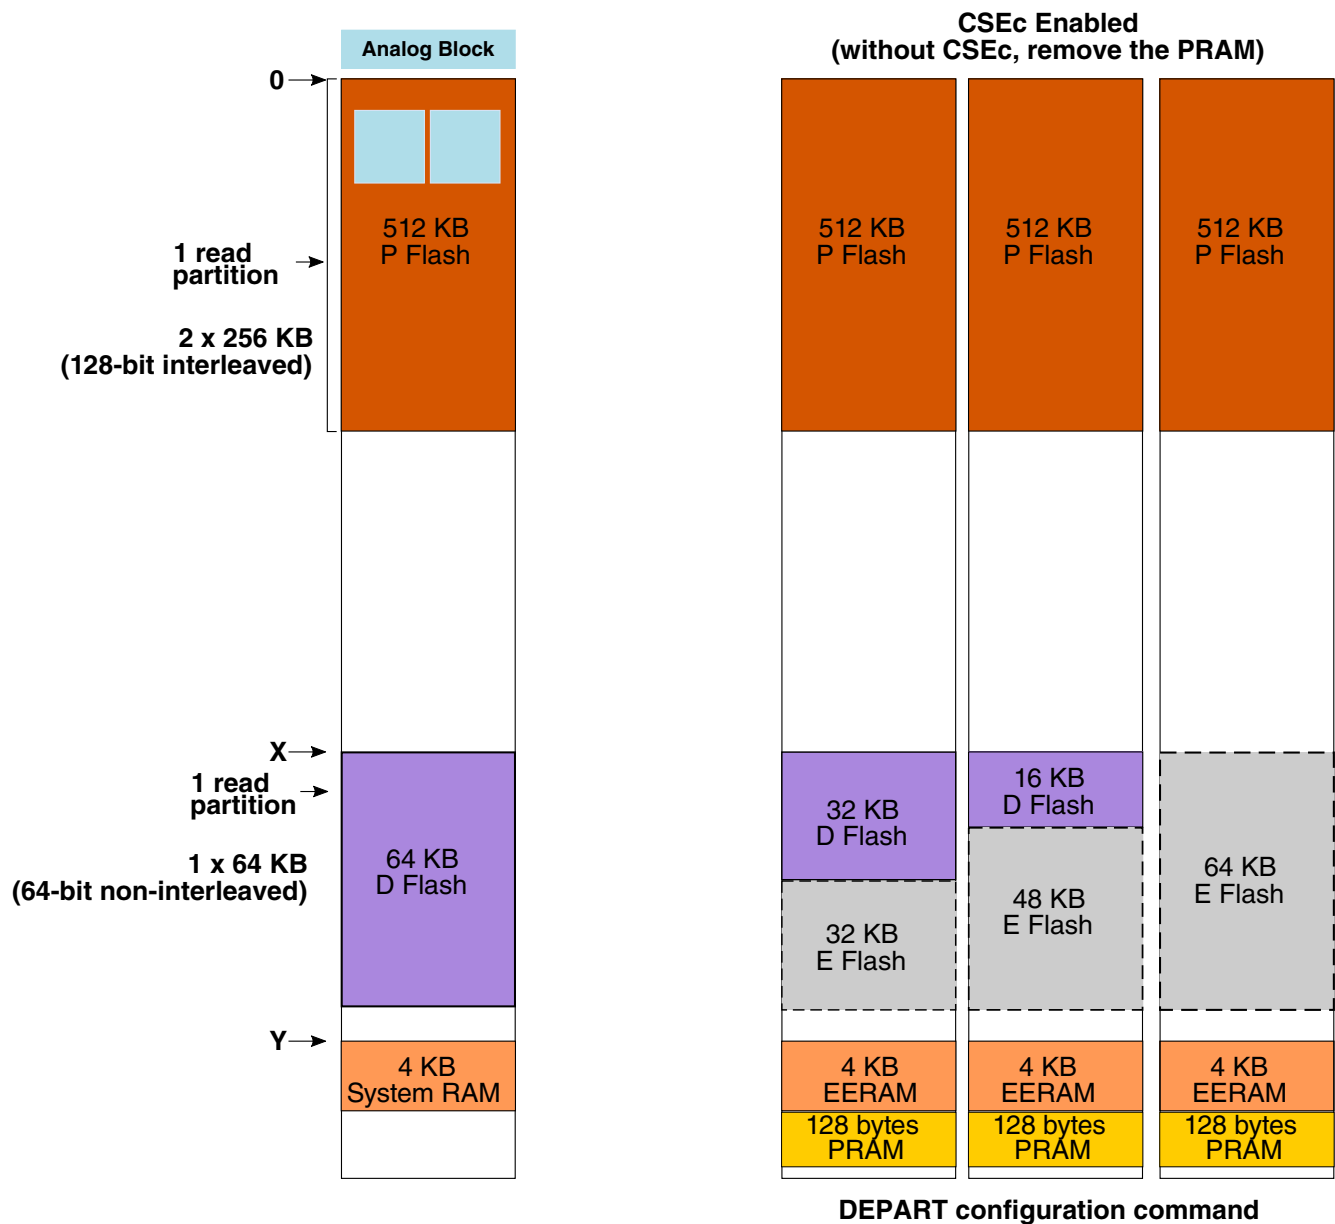 CSEc Enabled
(without CSEc, remove the PRAM)
Analog Block
0
512 KB
P Flash
1 read
partition
2 x 256 KB
(128-bit interleaved)
512 KB
P Flash
512 KB
P Flash
512 KB
P Flash
X
1 read
partition
1 x 64 KB
(64-bit non-interleaved)
64 KB
D Flash
32 KB
D Flash
32 KB
E Flash
16 KB
D Flash
48 KB
E Flash
64 KB
E Flash
Y
4 KB
System RAM
4 KB
EERAM
128 bytes
PRAM
4 KB
EERAM
128 bytes
PRAM
4 KB
EERAM
128 bytes
PRAM
DEPART configuration command